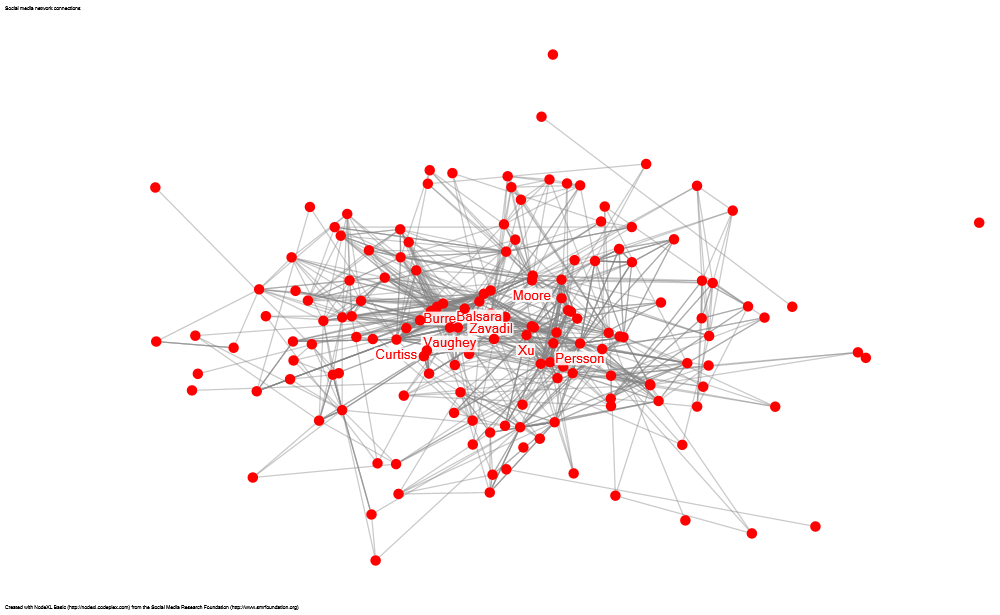 Social media network connections
Moore
Burre
Balsara
Zavadil
Vaughey
Curtiss
Xu
Persson
Created with NodeXL Basic (http://nodexl.codeplex.com) from the Social Media Research Foundation (http://www.smrfoundation.org)